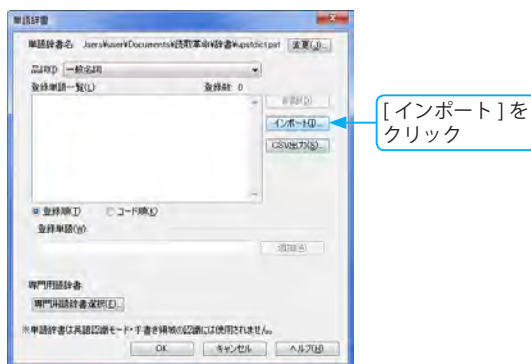 単語辞書
単語辞書名: Jsers¥user¥Documents¥読取革命¥辞書¥upstdict.pat 変更(J)...
品詞(P) 一般名詞
登録単語一覧(L) 登録数: 0
削除(D)
インポート(I)...
CSV出力(S)...
登録順(T) コード順(K)
登録単語(W):
追加(A)
専門用語辞書
専門用語辞書選択(E)...
※単語辞書は英語認識モード・手書き領域の認識には使用されません。
OK キャンセル ヘルプ(H)
[インポート]を
クリック